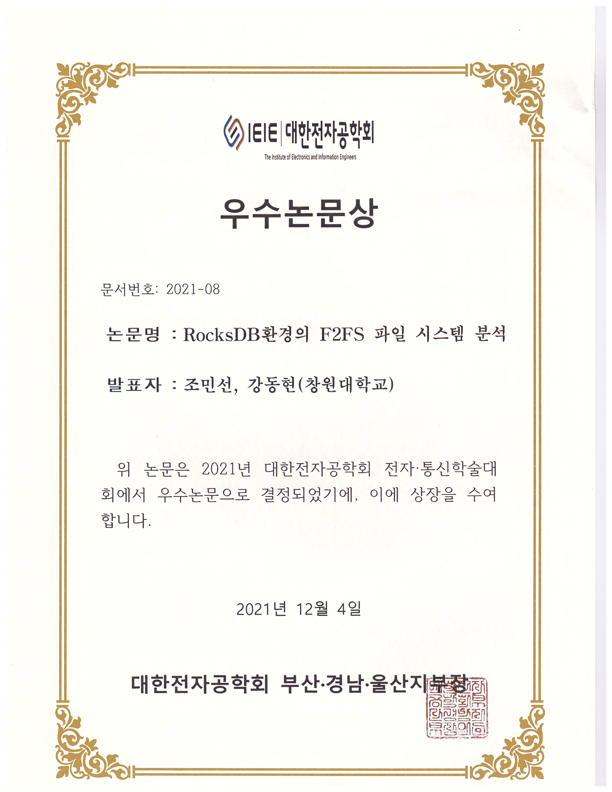 IEIE 대한전자공학회
The Institute of Electronics and Information Engineers
우수논문상
문서번호: 2021-08
논문명 : RocksDB환경의 F2FS 파일 시스템 분석
발표자 : 조민선, 강동현(창원대학교)
위 논문은 2021년 대한전자공학회 전자·통신학술대
회에서 우수논문으로 결정되었기에, 이에 상장을 수여
합니다.
2021년 12월 4일
대한전자공학회 부산·경남·울산지부장